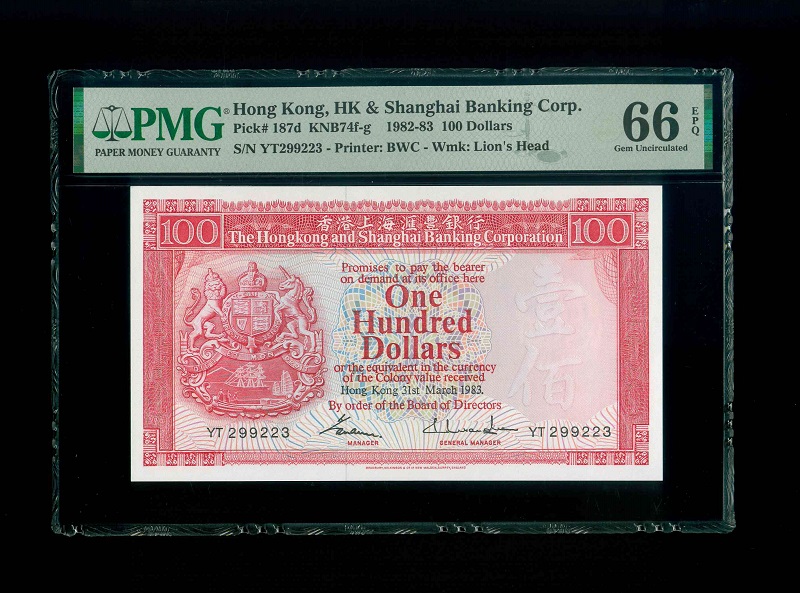 PMG®
PAPER MONEY GUARANTY
Hong Kong, HK & Shanghai Banking Corp.
Pick# 187d KNB74f-g 1982-83 100 Dollars
S/N YT299223 - Printer: BWC - Wmk: Lion's Head
66 EPQ
Gem Uncirculated
香港上海滙豐銀行
100 The Hongkong and Shanghai Banking Corporation 100
Promises to pay the bearer
on demand at its office here
One
Hundred
Dollars
壹佰
or the equivalent in the currency
of the Colony value received
Hong Kong 31st March 1983.
By order of the Board of Directors
YT 299223
MANAGER
GENERAL MANAGER
YT 299223